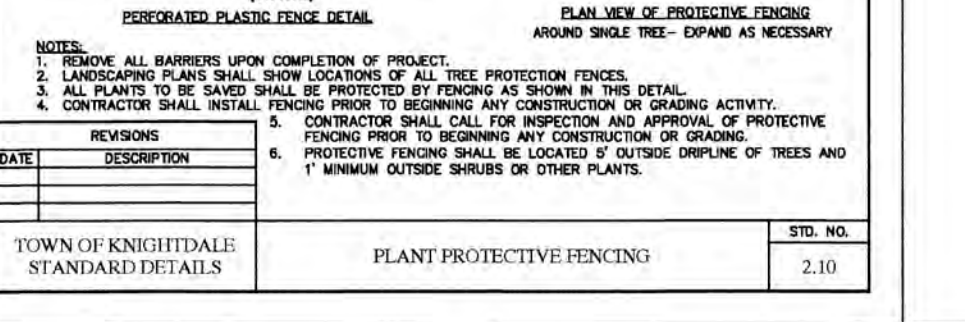 PERFORATED PLASTIC FENCE DETAIL
PLAN VIEW OF PROTECTIVE FENCING
AROUND SINGLE TREE- EXPAND AS NECESSARY
NOTES:
1. REMOVE ALL BARRIERS UPON COMPLETION OF PROJECT.
2. LANDSCAPING PLANS SHALL SHOW LOCATIONS OF ALL TREE PROTECTION FENCES.
3. ALL PLANTS TO BE SAVED SHALL BE PROTECTED BY FENCING AS SHOWN IN THIS DETAIL.
4. CONTRACTOR SHALL INSTALL FENCING PRIOR TO BEGINNING ANY CONSTRUCTION OR GRADING ACTIVITY.
5. CONTRACTOR SHALL CALL FOR INSPECTION AND APPROVAL OF PROTECTIVE
FENCING PRIOR TO BEGINNING ANY CONSTRUCTION OR GRADING.
6. PROTECTIVE FENCING SHALL BE LOCATED 5' OUTSIDE DRIPLINE OF TREES AND
1' MINIMUM OUTSIDE SHRUBS OR OTHER PLANTS.
REVISIONS
DATE DESCRIPTION
TOWN OF KNIGHTDALE
STANDARD DETAILS
PLANT PROTECTIVE FENCING
STD. NO.
2.10